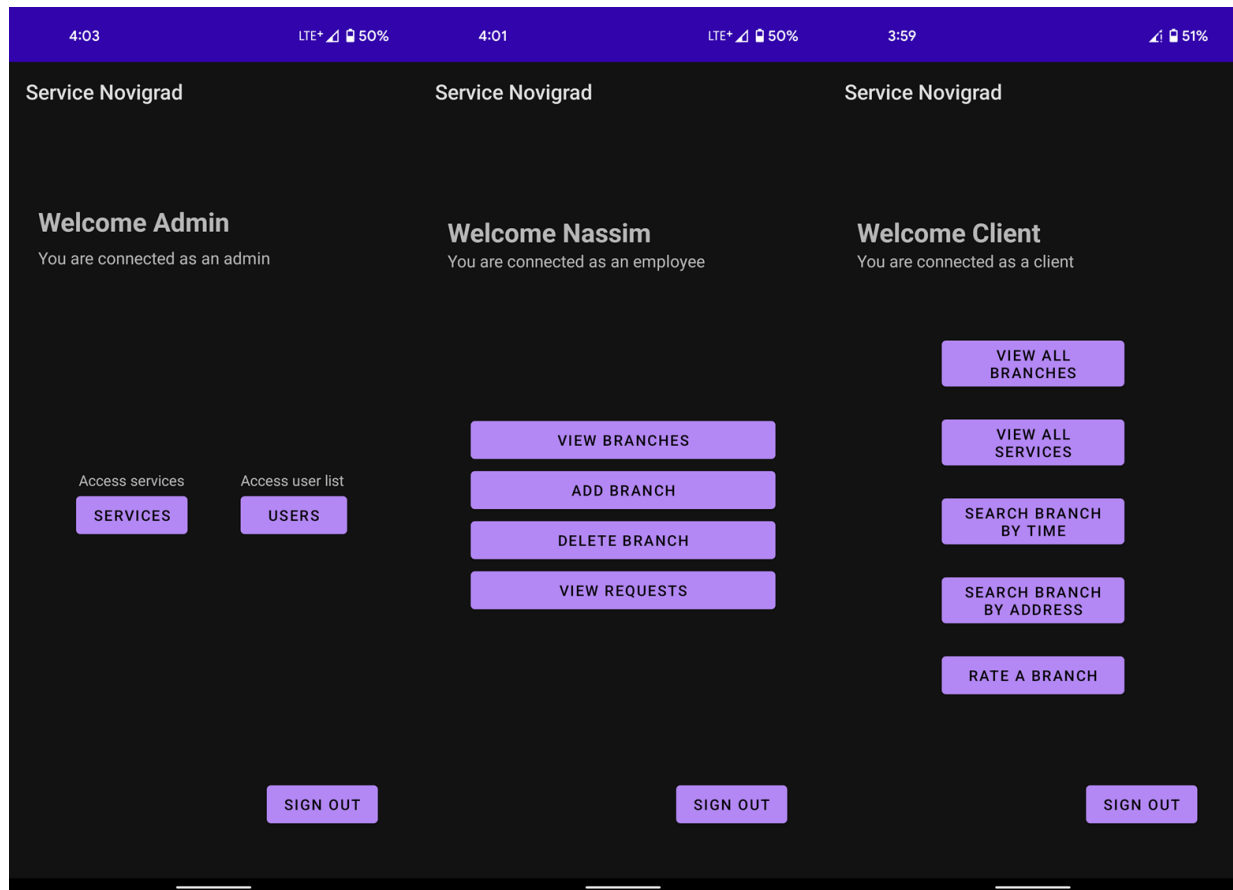 4:03 LTE+ 50%
Service Novigrad
Welcome Admin
You are connected as an admin
Access services
SERVICES
Access user list
USERS
SIGN OUT
4:01 LTE+ 50%
Service Novigrad
Welcome Nassim
You are connected as an employee
VIEW BRANCHES
ADD BRANCH
DELETE BRANCH
VIEW REQUESTS
SIGN OUT
3:59 51%
Service Novigrad
Welcome Client
You are connected as a client
VIEW ALL
BRANCHES
VIEW ALL
SERVICES
SEARCH BRANCH
BY TIME
SEARCH BRANCH
BY ADDRESS
RATE A BRANCH
SIGN OUT